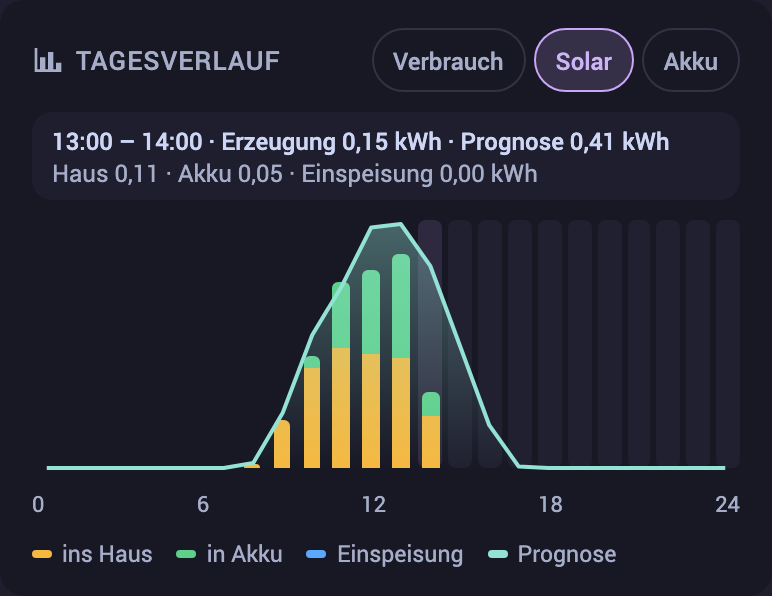 TAGESVERLAUF Verbrauch Solar Akku
13:00 – 14:00 · Erzeugung 0,15 kWh · Prognose 0,41 kWh
Haus 0,11 · Akku 0,05 · Einspeisung 0,00 kWh
0 6 12 18 24
ins Haus in Akku Einspeisung Prognose